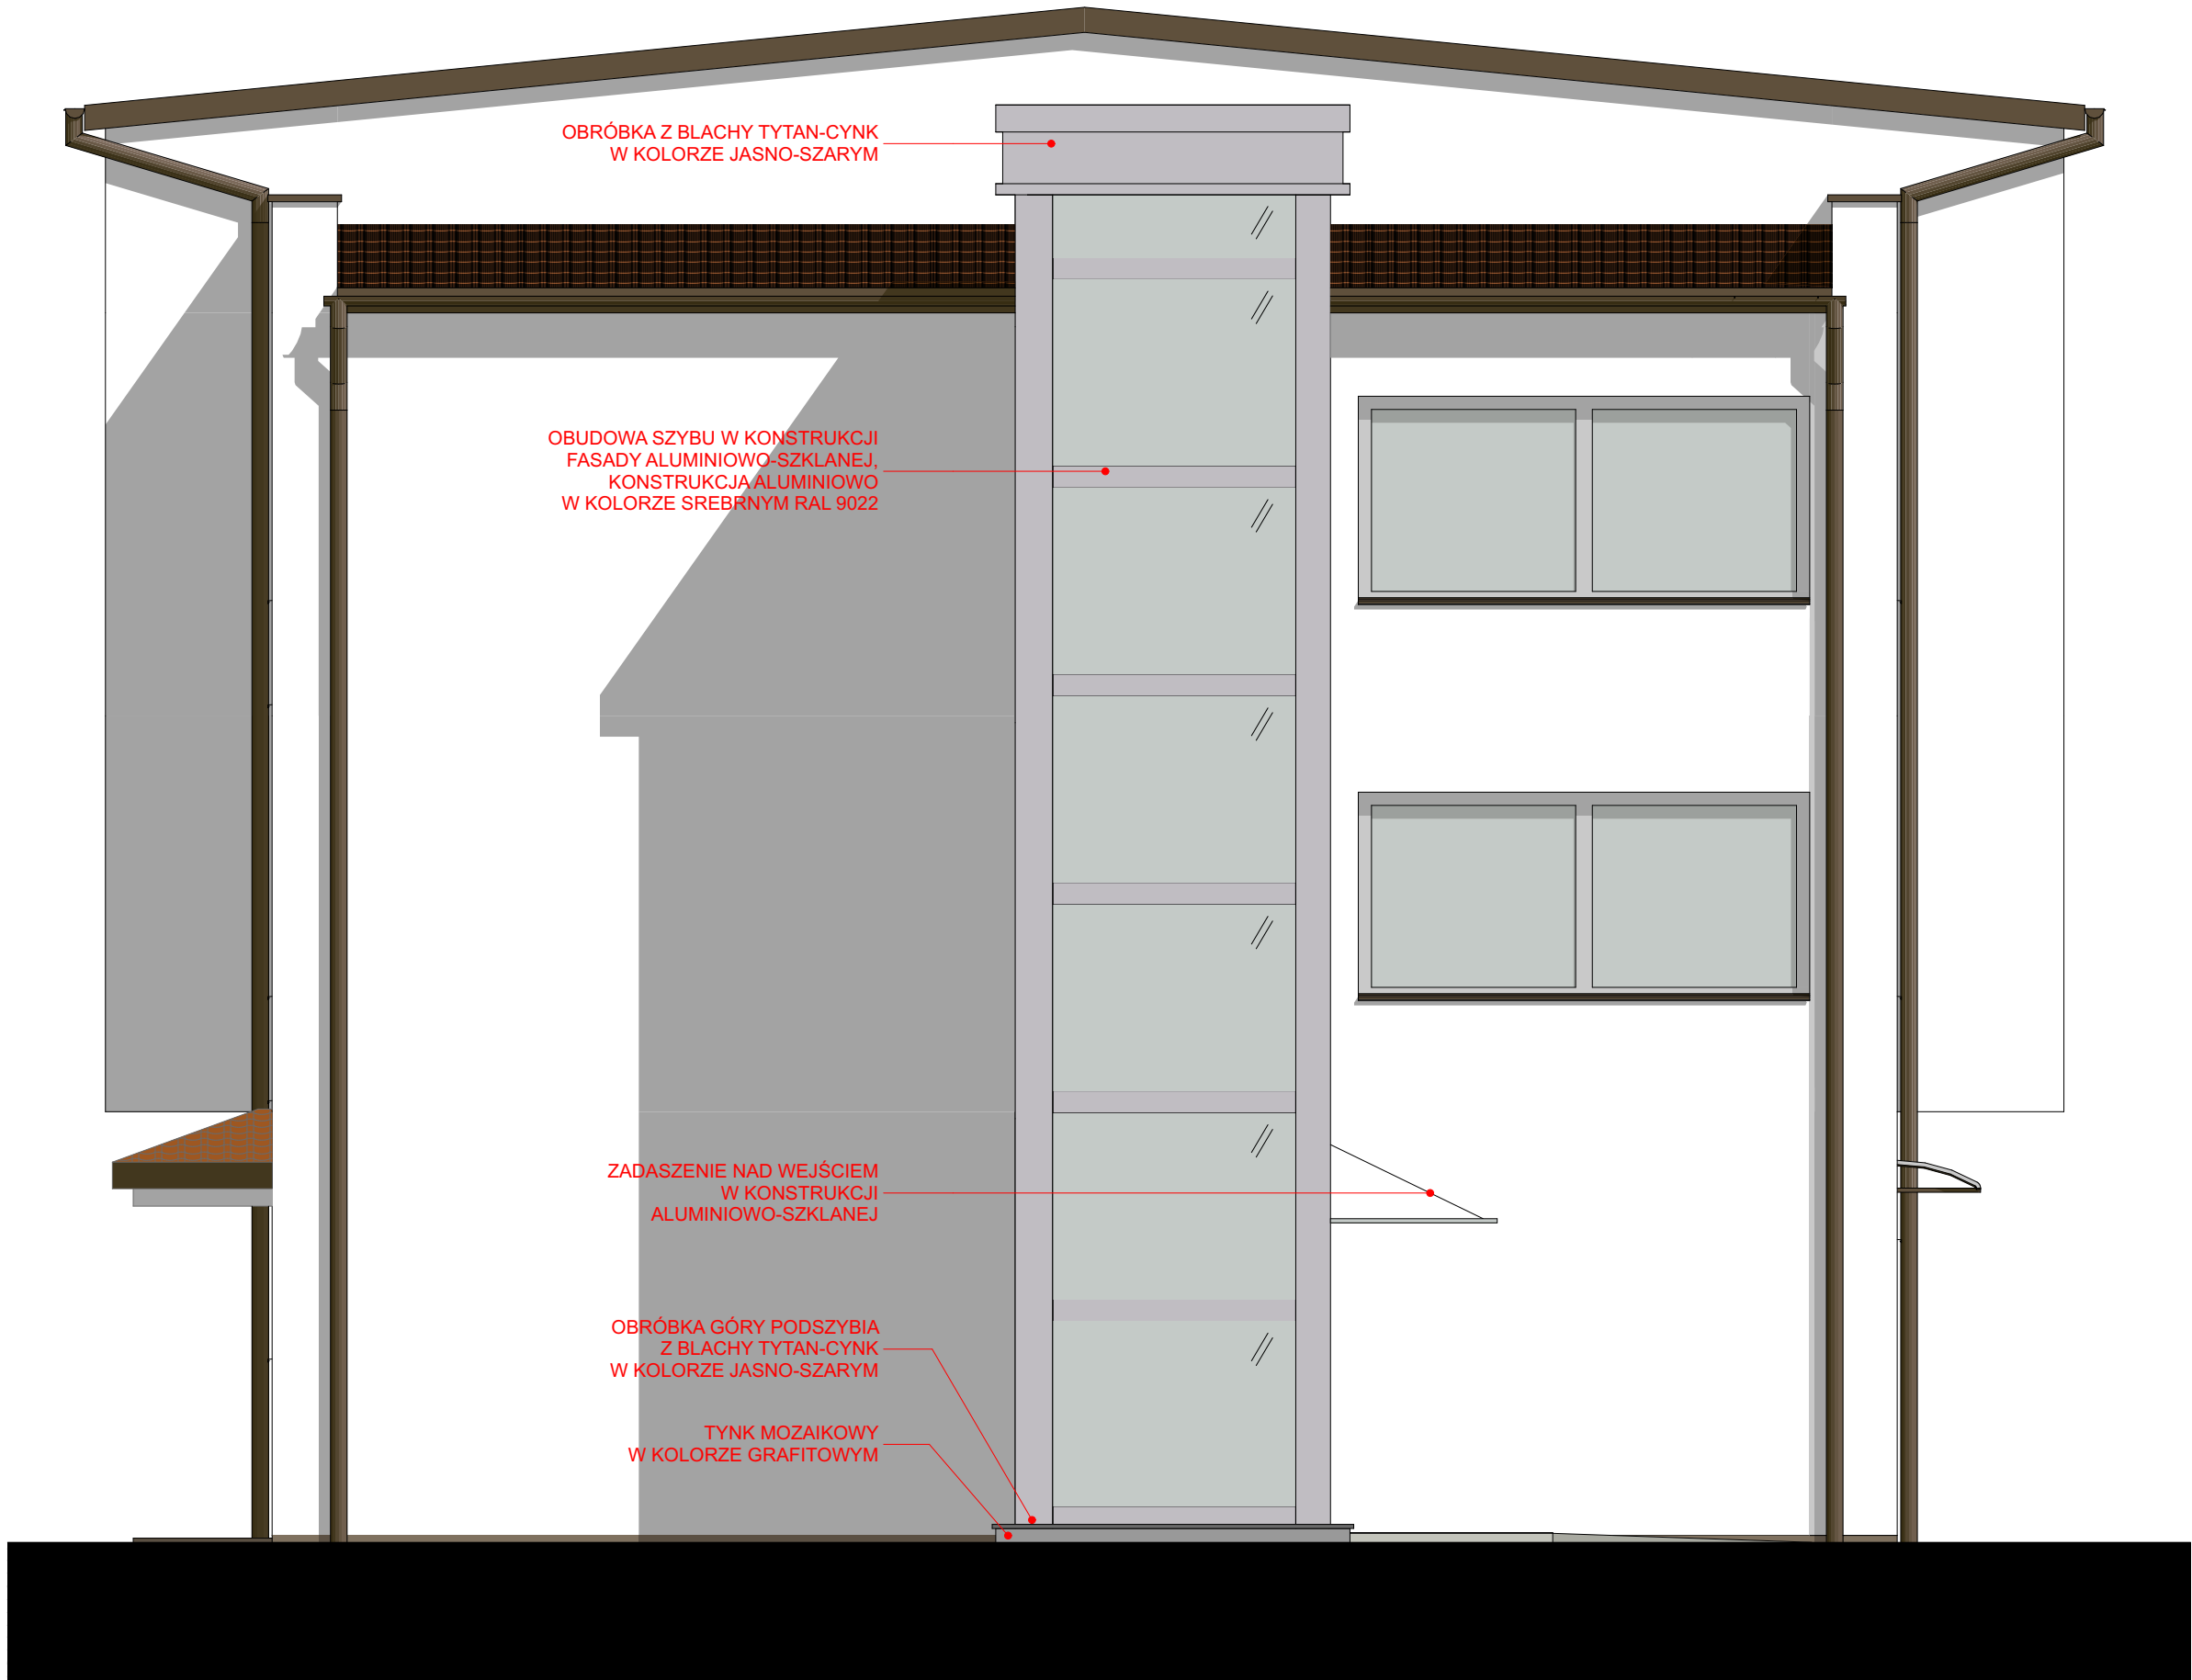 OBRÓBKA Z BLACHY TYTAN-CYNK
W KOLORZE JASNO-SZARYM
OBUDOWA SZYBU W KONSTRUKCJI
FASADY ALUMINIOWO-SZKLANEJ,
KONSTRUKCJA ALUMINIOWO
W KOLORZE SREBRNYM RAL 9022
ZADASZENIE NAD WEJŚCIEM
W KONSTRUKCJI
ALUMINIOWO-SZKLANEJ
OBRÓBKA GÓRY PODSZYBIA
Z BLACHY TYTAN-CYNK
W KOLORZE JASNO-SZARYM
TYNK MOZAIKOWY
W KOLORZE GRAFITOWYM